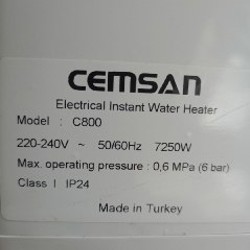 CEMSAN
Electrical Instant Water Heater
Model : C800
220-240V ~ 50/60Hz 7250W
Max. operating pressure : 0,6 MPa (6 bar)
Class I IP24
Made in Turkey